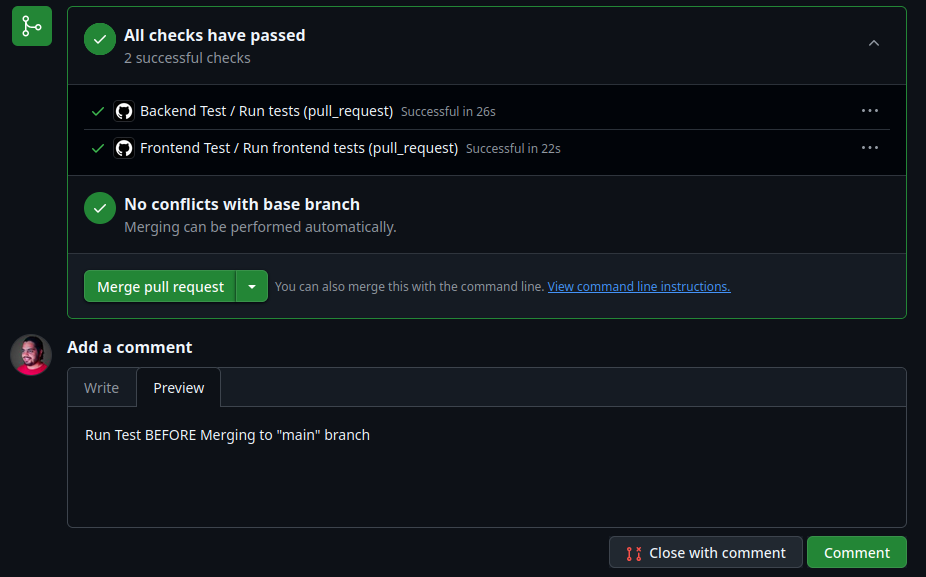 All checks have passed
2 successful checks
Backend Test / Run tests (pull_request) Successful in 26s
Frontend Test / Run frontend tests (pull_request) Successful in 22s
No conflicts with base branch
Merging can be performed automatically.
Merge pull request You can also merge this with the command line. View command line instructions.
Add a comment
Write Preview
Run Test BEFORE Merging to "main" branch
Close with comment Comment